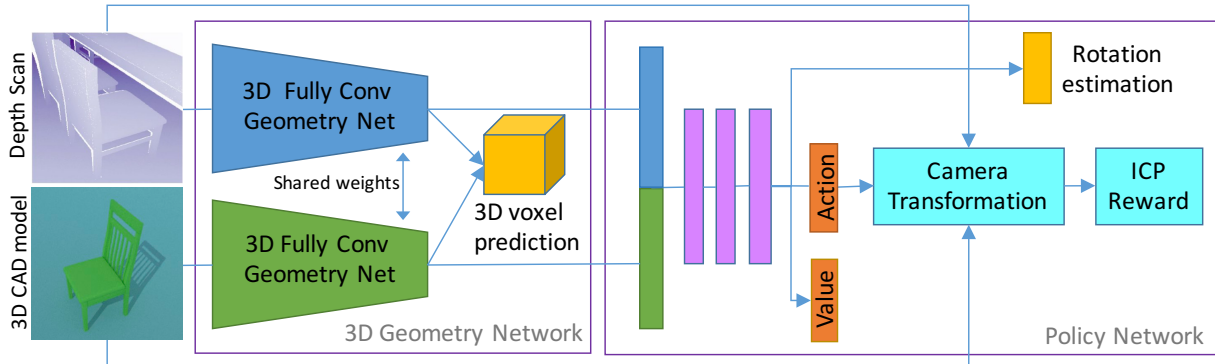 Depth Scan
3D CAD model
3D Fully Conv
Geometry Net
Shared weights
3D Fully Conv
Geometry Net
3D voxel
prediction
3D Geometry Network
Action
Value
Camera
Transformation
ICP
Reward
Rotation
estimation
Policy Network